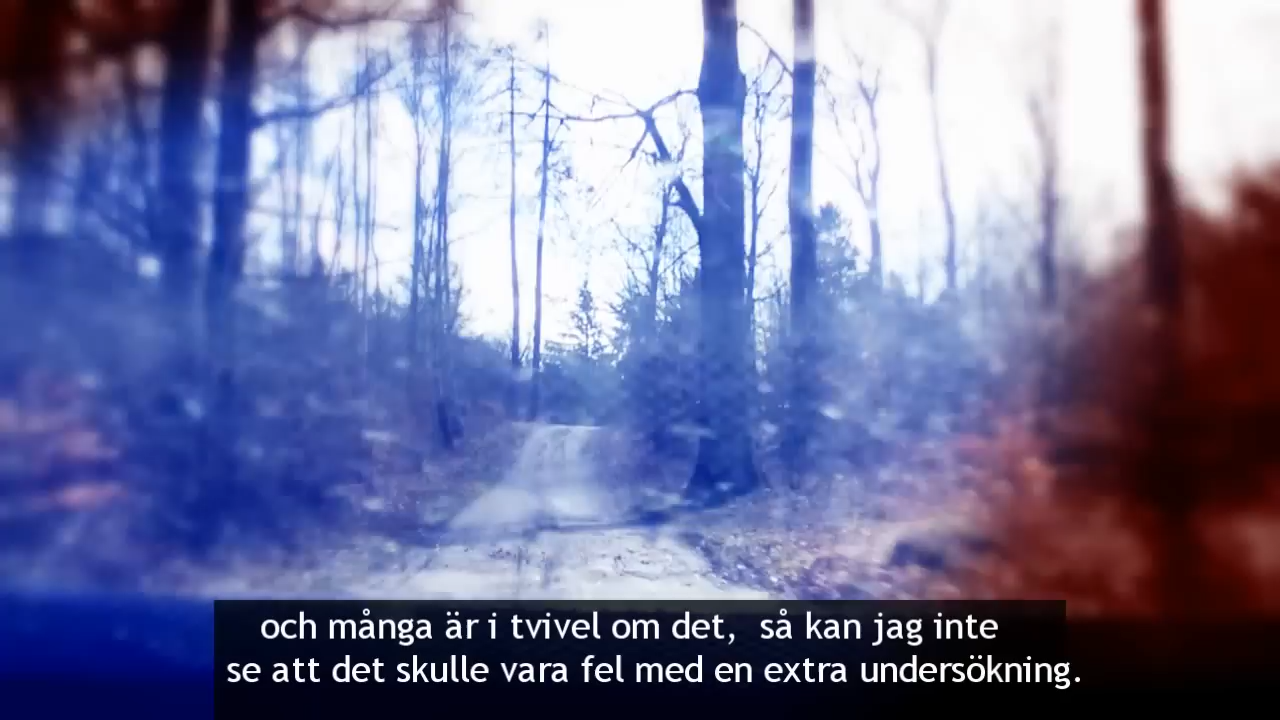 och många är i tvivel om det, så kan jag inte
se att det skulle vara fel med en extra undersökning.